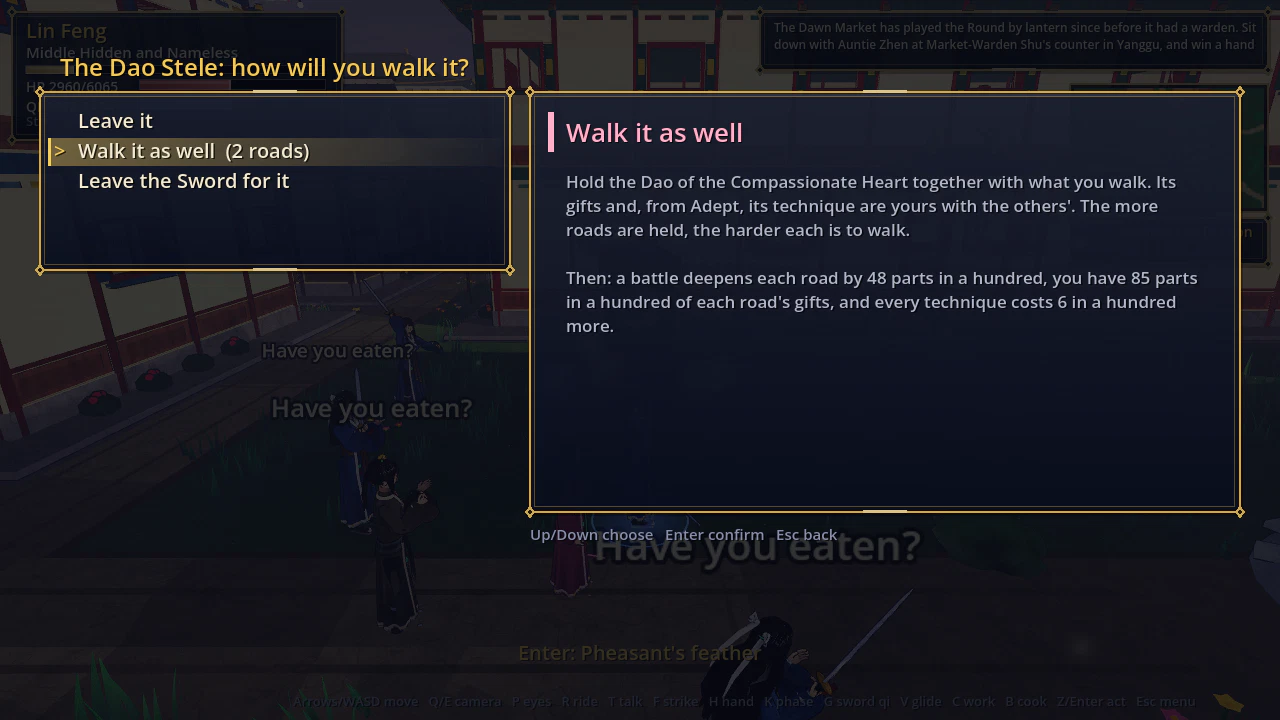 Lin Feng
Middle Hidden and Nameless
HP 2960/6065
The Dawn Market has played the Round by lantern since before it had a warden. Sit
down with Auntie Zhen at Market-Warden Shu's counter in Yanggu, and win a hand
The Dao Stele: how will you walk it?
Leave it
> Walk it as well (2 roads)
Leave the Sword for it
Walk it as well
Hold the Dao of the Compassionate Heart together with what you walk. Its
gifts and, from Adept, its technique are yours with the others'. The more
roads are held, the harder each is to walk.
Then: a battle deepens each road by 48 parts in a hundred, you have 85 parts
in a hundred of each road's gifts, and every technique costs 6 in a hundred
more.
Have you eaten?
Have you eaten?
Up/Down choose Enter confirm Esc back
Have you eaten?
Enter: Pheasant's feather
Arrows/WASD move Q/E camera P eyes R ride T talk F strike H hand K phase G sword qi V glide C work B cook Z/Enter act Esc menu